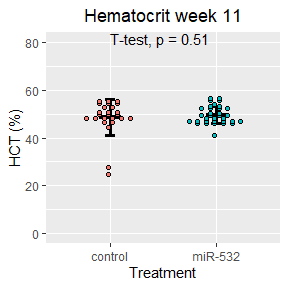 Hematocrit week 11
T-test, p = 0.51
80
60
40
20
0
HCT (%)
control miR-532
Treatment